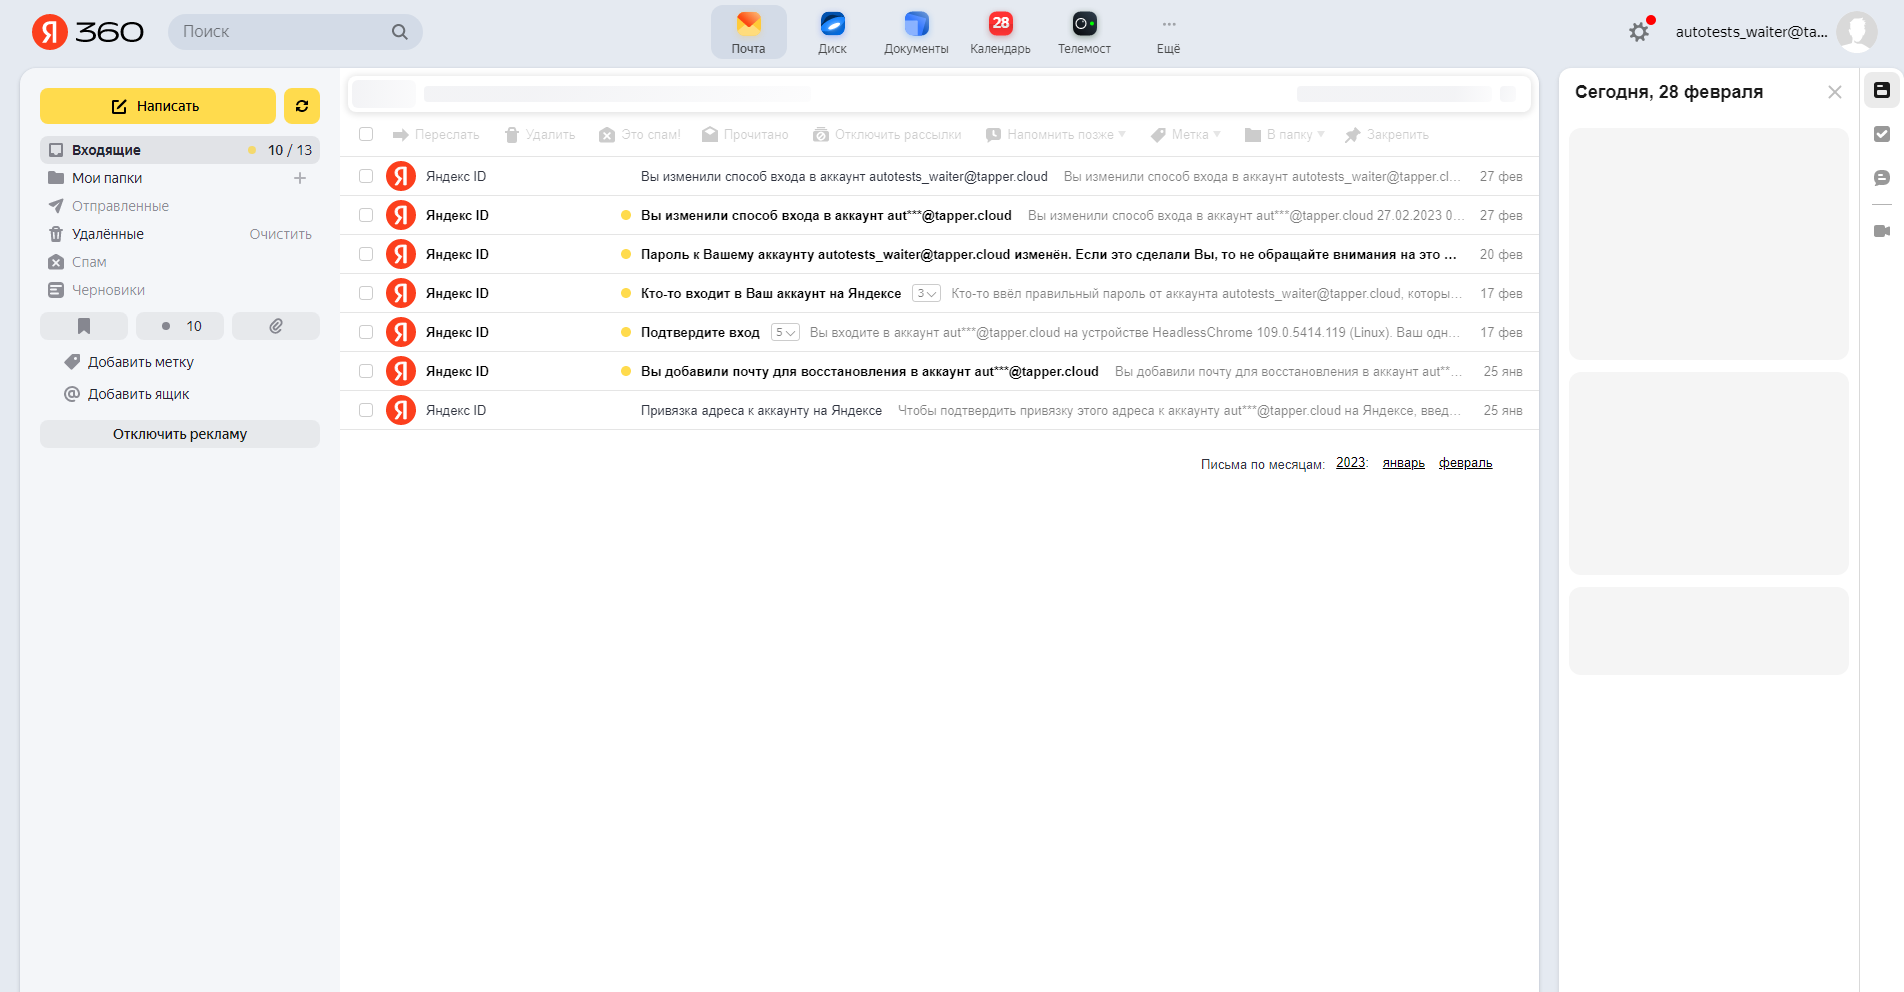 Я 360
Поиск
Почта
Диск
Документы
28
Календарь
Телемост
Ещё
autotests_waiter@ta...
Написать
Входящие 10 / 13
Мои папки
Отправленные
Удалённые Очистить
Спам
Черновики
10
Добавить метку
Добавить ящик
Отключить рекламу
Переслать Удалить Это спам! Прочитано Отключить рассылки Напомнить позже Метка В папку Закрепить
Я Яндекс ID Вы изменили способ входа в аккаунт autotests_waiter@tapper.cloud Вы изменили способ входа в аккаунт autotests_waiter@tapper.cl... 27 фев
Я Яндекс ID Вы изменили способ входа в аккаунт aut***@tapper.cloud Вы изменили способ входа в аккаунт aut***@tapper.cloud 27.02.2023 0... 27 фев
Я Яндекс ID Пароль к Вашему аккаунту autotests_waiter@tapper.cloud изменён. Если это сделали Вы, то не обращайте внимания на это ... 20 фев
Я Яндекс ID Кто-то входит в Ваш аккаунт на Яндексе 3 Кто-то ввёл правильный пароль от аккаунта autotests_waiter@tapper.cloud, которы... 17 фев
Я Яндекс ID Подтвердите вход 5 Вы входите в аккаунт aut***@tapper.cloud на устройстве HeadlessChrome 109.0.5414.119 (Linux). Ваш одн... 17 фев
Я Яндекс ID Вы добавили почту для восстановления в аккаунт aut***@tapper.cloud Вы добавили почту для восстановления в аккаунт aut**... 25 янв
Я Яндекс ID Привязка адреса к аккаунту на Яндексе Чтобы подтвердить привязку этого адреса к аккаунту aut***@tapper.cloud на Яндексе, введ... 25 янв
Письма по месяцам: 2023: январь февраль
Сегодня, 28 февраля